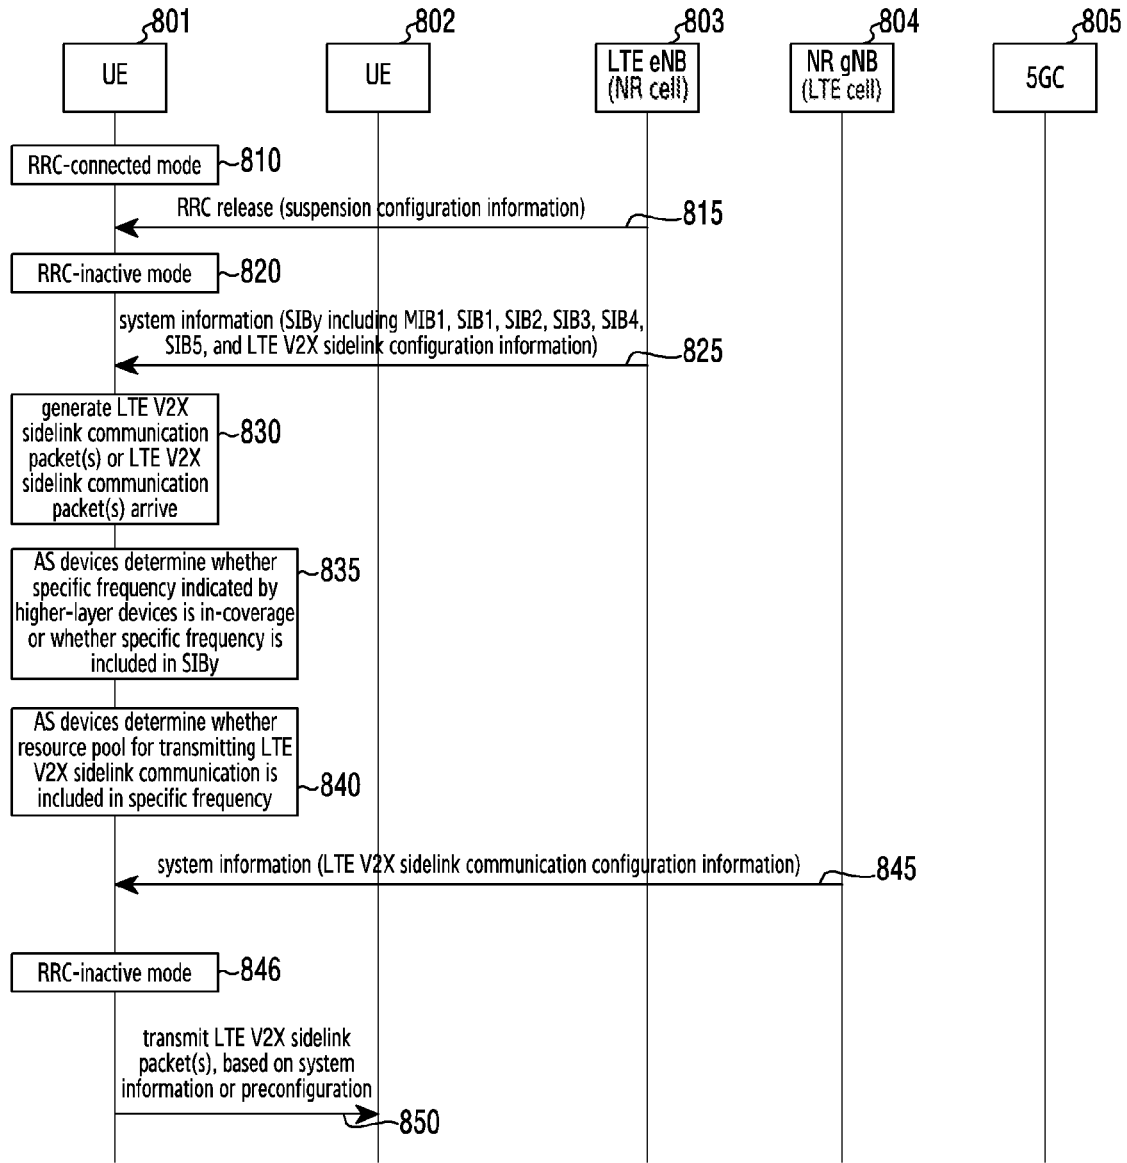 801
802
803
804
805
UE
UE
LTE eNB
(NR cell)
NR gNB
(LTE cell)
5GC
RRC-connected mode
810
RRC release (suspension configuration information)
815
RRC-inactive mode
820
system information (SIBy including MIB1, SIB1, SIB2, SIB3, SIB4,
SIB5, and LTE V2X sidelink configuration information)
825
generate LTE V2X
sidelink communication
packet(s) or LTE V2X
sidelink communication
packet(s) arrive
830
AS devices determine whether
specific frequency indicated by
higher-layer devices is in-coverage
or whether specific frequency is
included in SIBy
835
AS devices determine whether
resource pool for transmitting LTE
V2X sidelink communication is
included in specific frequency
840
system information (LTE V2X sidelink communication configuration information)
845
RRC-inactive mode
846
transmit LTE V2X sidelink
packet(s), based on system
information or preconfiguration
850